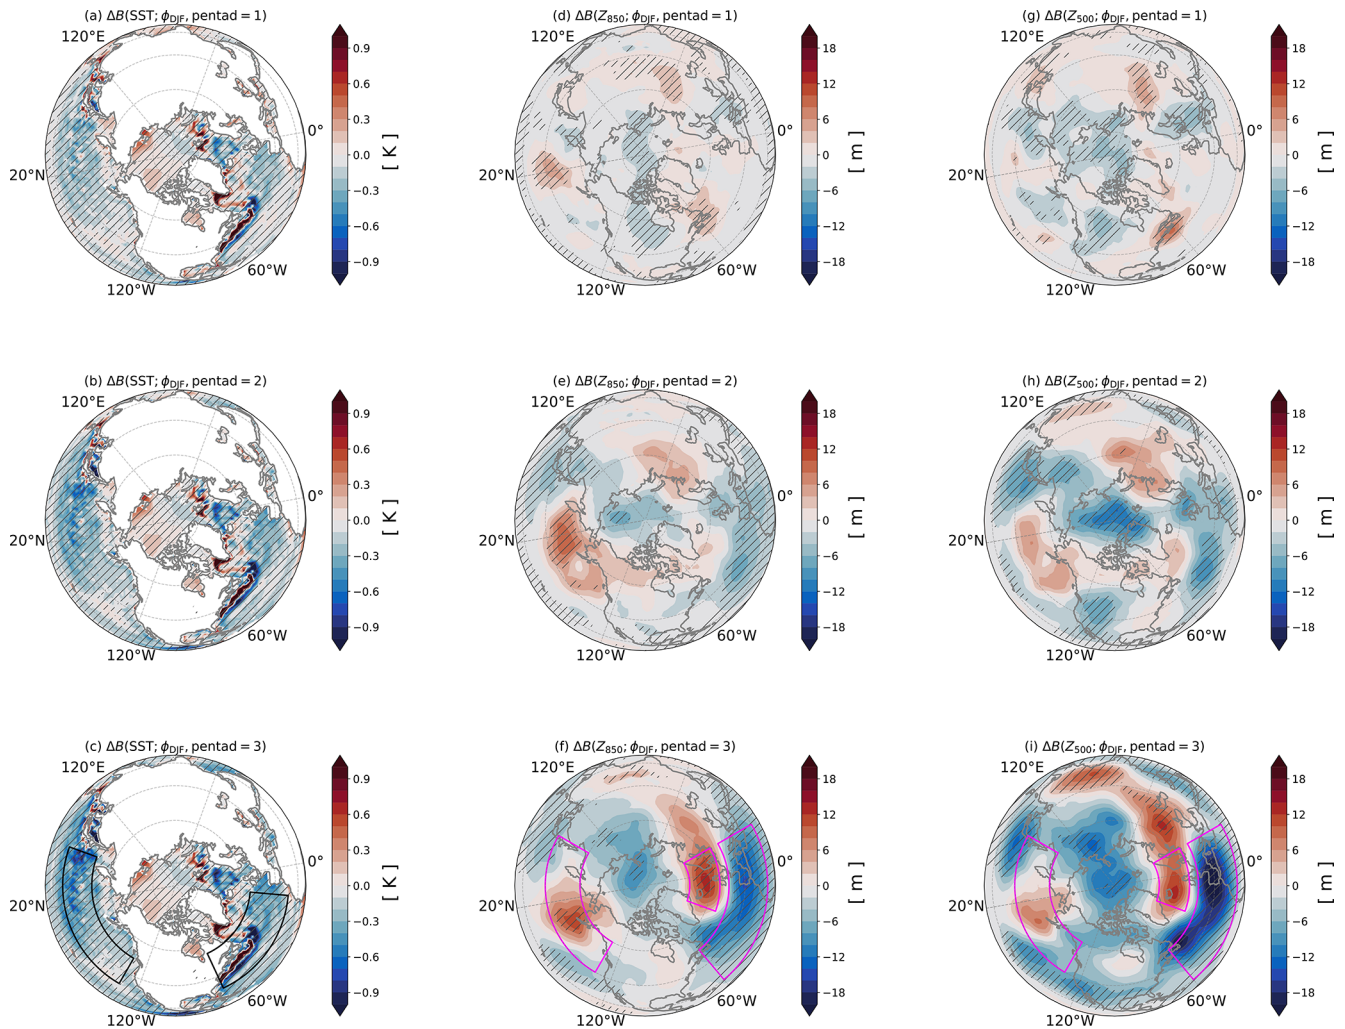 (a) ΔB(SST; ϕDJF, pentad = 1)
120°E
0°
20°N
60°W
120°W
0.9
0.6
0.3
0.0
−0.3
−0.6
−0.9
[ K ]
(d) ΔB(Z850; ϕDJF, pentad = 1)
120°E
0°
20°N
60°W
120°W
18
12
6
0
−6
−12
−18
[ m ]
(g) ΔB(Z500; ϕDJF, pentad = 1)
120°E
0°
20°N
60°W
120°W
18
12
6
0
−6
−12
−18
[ m ]
(b) ΔB(SST; ϕDJF, pentad = 2)
120°E
0°
20°N
60°W
120°W
0.9
0.6
0.3
0.0
−0.3
−0.6
−0.9
[ K ]
(e) ΔB(Z850; ϕDJF, pentad = 2)
120°E
0°
20°N
60°W
120°W
18
12
6
0
−6
−12
−18
[ m ]
(h) ΔB(Z500; ϕDJF, pentad = 2)
120°E
0°
20°N
60°W
120°W
18
12
6
0
−6
−12
−18
[ m ]
(c) ΔB(SST; ϕDJF, pentad = 3)
120°E
0°
20°N
60°W
120°W
0.9
0.6
0.3
0.0
−0.3
−0.6
−0.9
[ K ]
(f) ΔB(Z850; ϕDJF, pentad = 3)
120°E
0°
20°N
60°W
120°W
18
12
6
0
−6
−12
−18
[ m ]
(i) ΔB(Z500; ϕDJF, pentad = 3)
120°E
0°
20°N
60°W
120°W
18
12
6
0
−6
−12
−18
[ m ]